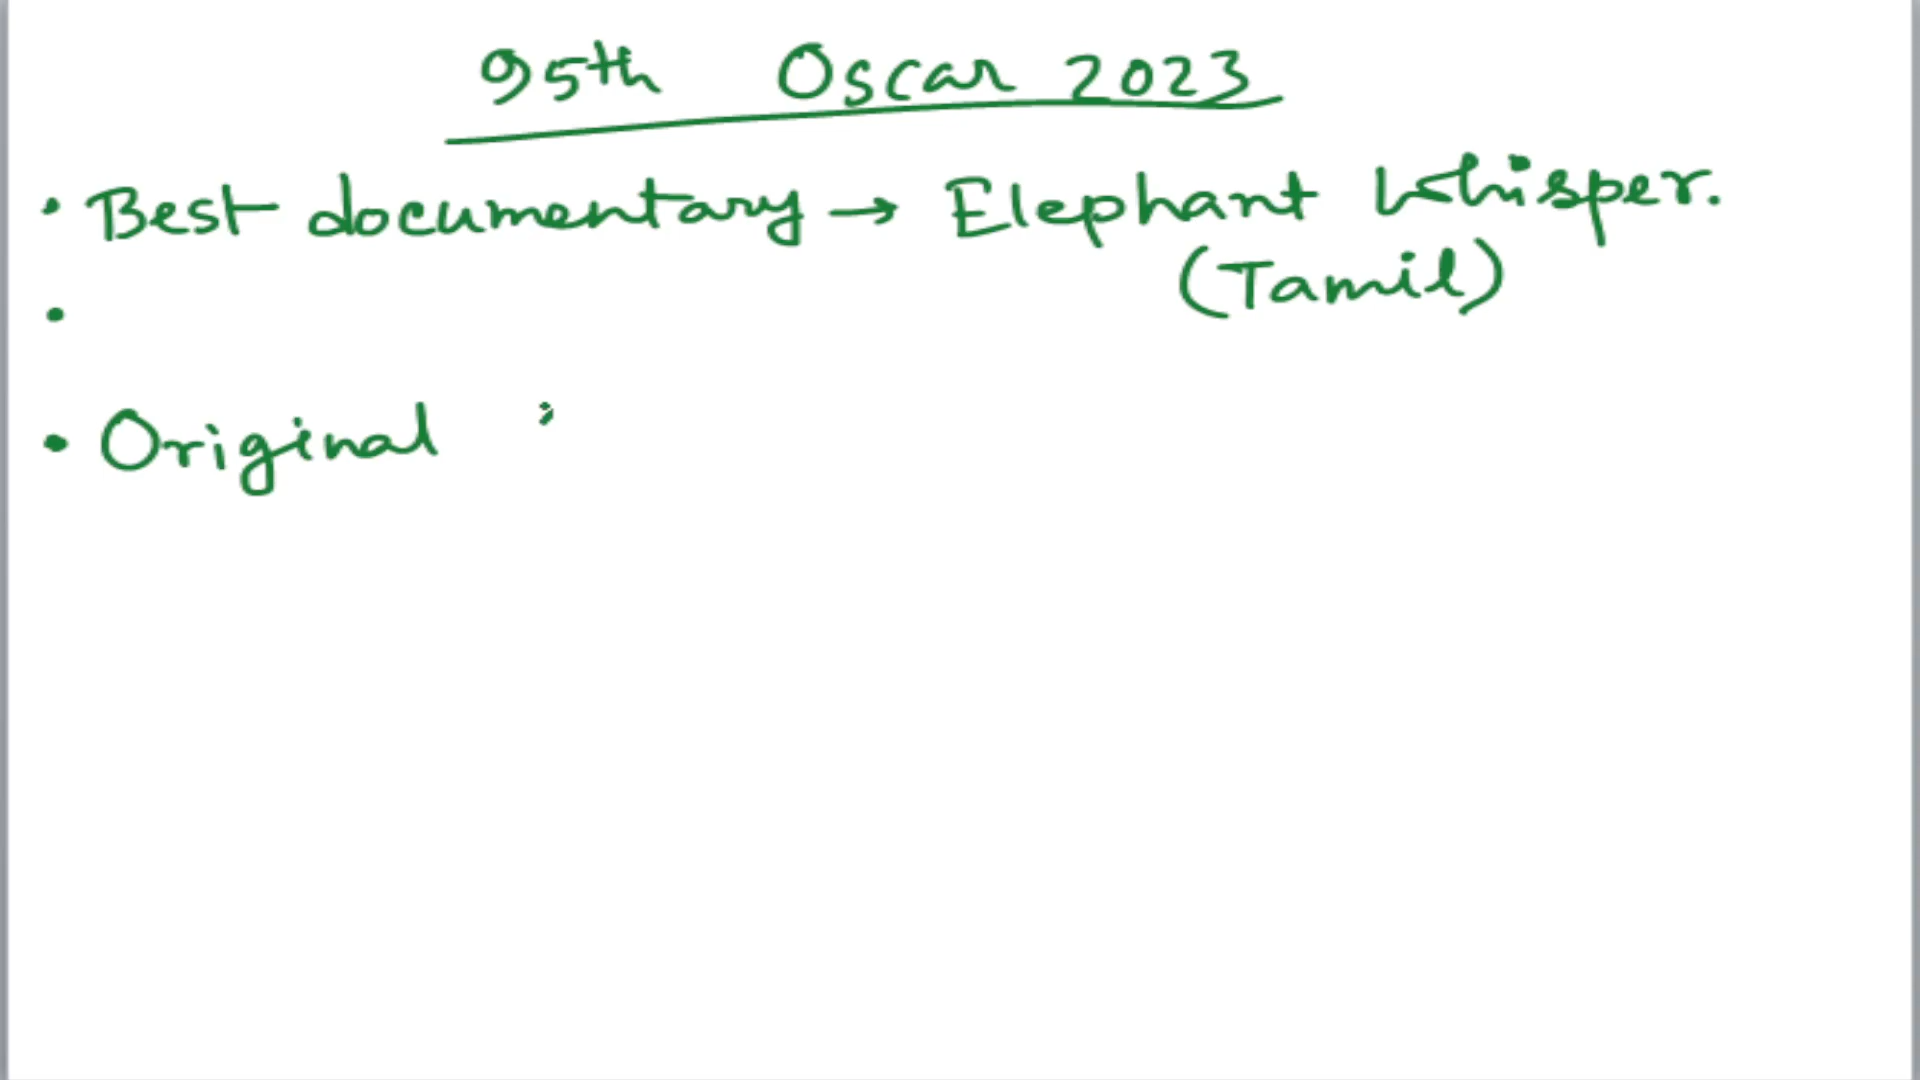 95th Oscar 2023
• Best documentary → Elephant Whisper.
(Tamil)
•
• Original